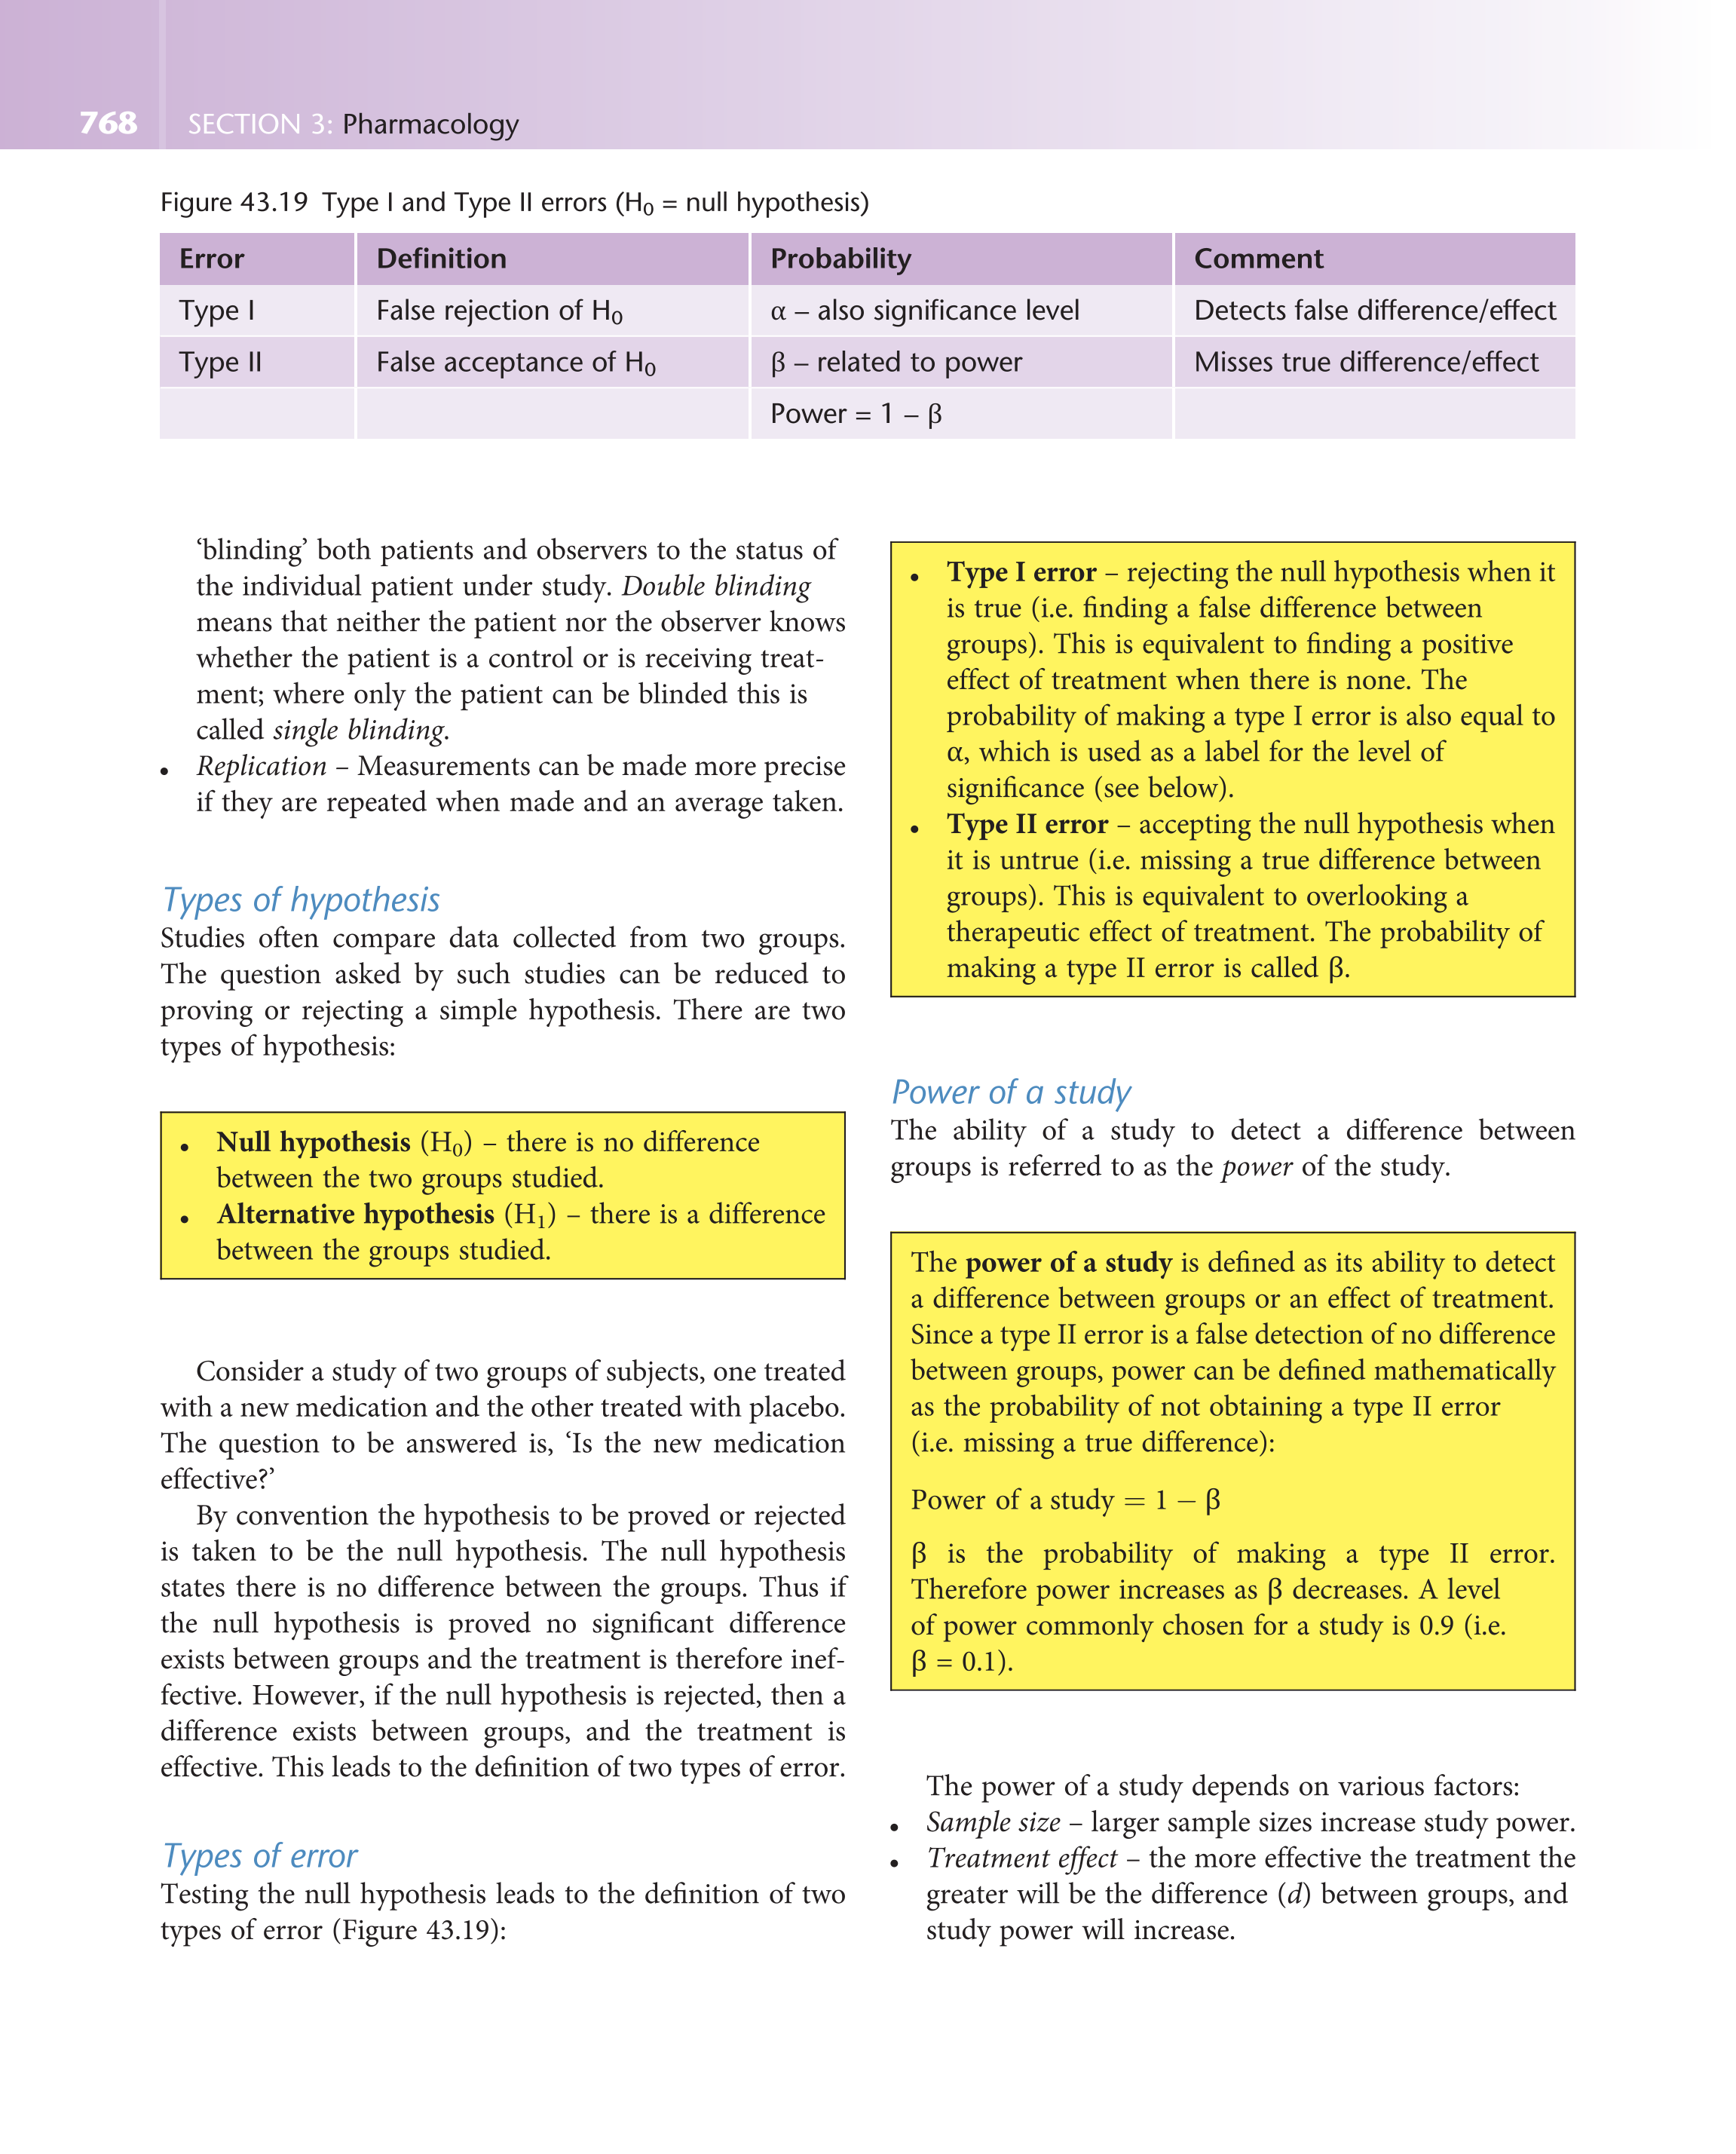 768 SECTION 3: Pharmacology
Figure 43.19 Type I and Type II errors (H₀ = null hypothesis)
Error Definition Probability Comment
Type I False rejection of H₀ α – also significance level Detects false difference/effect
Type II False acceptance of H₀ β – related to power Misses true difference/effect
Power = 1 – β
‘blinding’ both patients and observers to the status of
the individual patient under study. Double blinding
means that neither the patient nor the observer knows
whether the patient is a control or is receiving treat-
ment; where only the patient can be blinded this is
called single blinding.
• Replication – Measurements can be made more precise
if they are repeated when made and an average taken.
Types of hypothesis
Studies often compare data collected from two groups.
The question asked by such studies can be reduced to
proving or rejecting a simple hypothesis. There are two
types of hypothesis:
• Null hypothesis (H₀) – there is no difference
between the two groups studied.
• Alternative hypothesis (H₁) – there is a difference
between the groups studied.
Consider a study of two groups of subjects, one treated
with a new medication and the other treated with placebo.
The question to be answered is, ‘Is the new medication
effective?’
By convention the hypothesis to be proved or rejected
is taken to be the null hypothesis. The null hypothesis
states there is no difference between the groups. Thus if
the null hypothesis is proved no significant difference
exists between groups and the treatment is therefore inef-
fective. However, if the null hypothesis is rejected, then a
difference exists between groups, and the treatment is
effective. This leads to the definition of two types of error.
Types of error
Testing the null hypothesis leads to the definition of two
types of error (Figure 43.19):
• Type I error – rejecting the null hypothesis when it
is true (i.e. finding a false difference between
groups). This is equivalent to finding a positive
effect of treatment when there is none. The
probability of making a type I error is also equal to
α, which is used as a label for the level of
significance (see below).
• Type II error – accepting the null hypothesis when
it is untrue (i.e. missing a true difference between
groups). This is equivalent to overlooking a
therapeutic effect of treatment. The probability of
making a type II error is called β.
Power of a study
The ability of a study to detect a difference between
groups is referred to as the power of the study.
The power of a study is defined as its ability to detect
a difference between groups or an effect of treatment.
Since a type II error is a false detection of no difference
between groups, power can be defined mathematically
as the probability of not obtaining a type II error
(i.e. missing a true difference):
Power of a study = 1 − β
β is the probability of making a type II error.
Therefore power increases as β decreases. A level
of power commonly chosen for a study is 0.9 (i.e.
β = 0.1).
The power of a study depends on various factors:
• Sample size – larger sample sizes increase study power.
• Treatment effect – the more effective the treatment the
greater will be the difference (d) between groups, and
study power will increase.